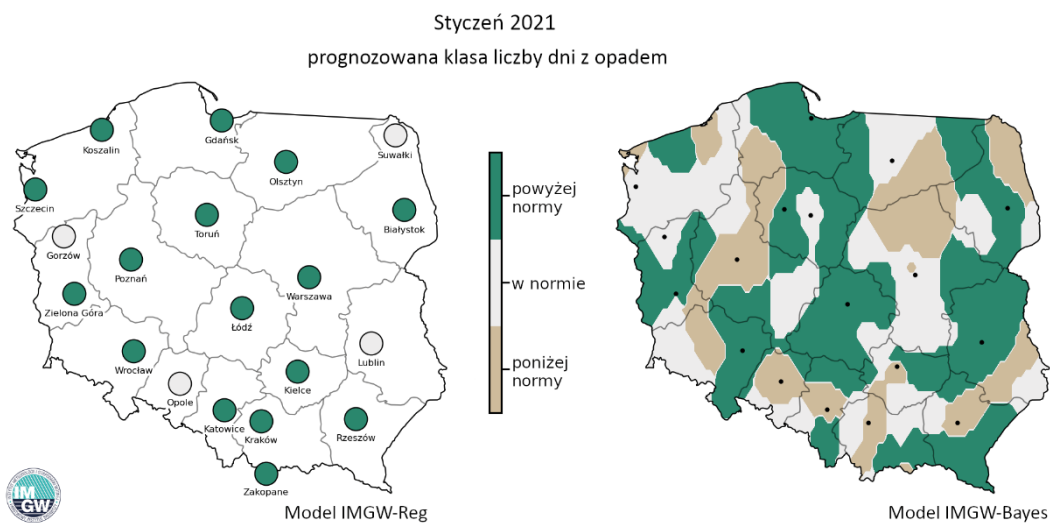 Styczeń 2021
prognozowana klasa liczby dni z opadem
Koszalin
Gdańsk
Suwałki
Olsztyn
Szczecin
Białystok
Toruń
Gorzów
Poznań
Warszawa
Zielona Góra
Łódź
Lublin
Wrocław
Kielce
Opole
Katowice
Kraków
Rzeszów
Zakopane
powyżej
normy
w normie
poniżej
normy
IM
GW
Model IMGW-Reg
Model IMGW-Bayes